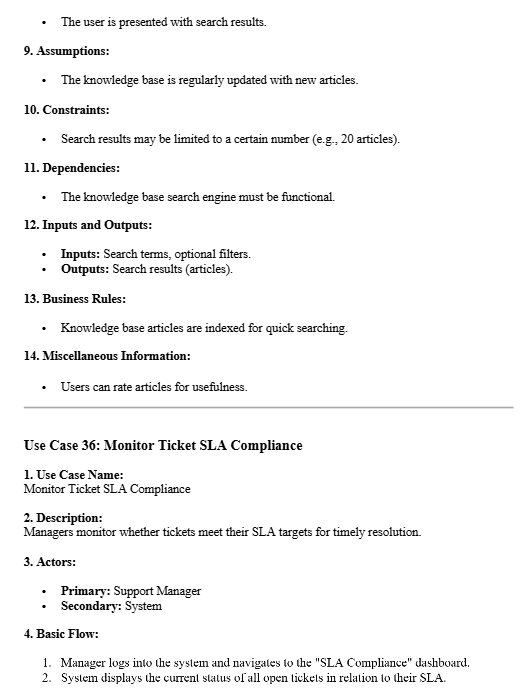 • The user is presented with search results.
9. Assumptions:
• The knowledge base is regularly updated with new articles.
10. Constraints:
• Search results may be limited to a certain number (e.g., 20 articles).
11. Dependencies:
• The knowledge base search engine must be functional.
12. Inputs and Outputs:
• Inputs: Search terms, optional filters.
• Outputs: Search results (articles).
13. Business Rules:
• Knowledge base articles are indexed for quick searching.
14. Miscellaneous Information:
• Users can rate articles for usefulness.
Use Case 36: Monitor Ticket SLA Compliance
1. Use Case Name:
Monitor Ticket SLA Compliance
2. Description:
Managers monitor whether tickets meet their SLA targets for timely resolution.
3. Actors:
• Primary: Support Manager
• Secondary: System
4. Basic Flow:
1. Manager logs into the system and navigates to the "SLA Compliance" dashboard.
2. System displays the current status of all open tickets in relation to their SLA.